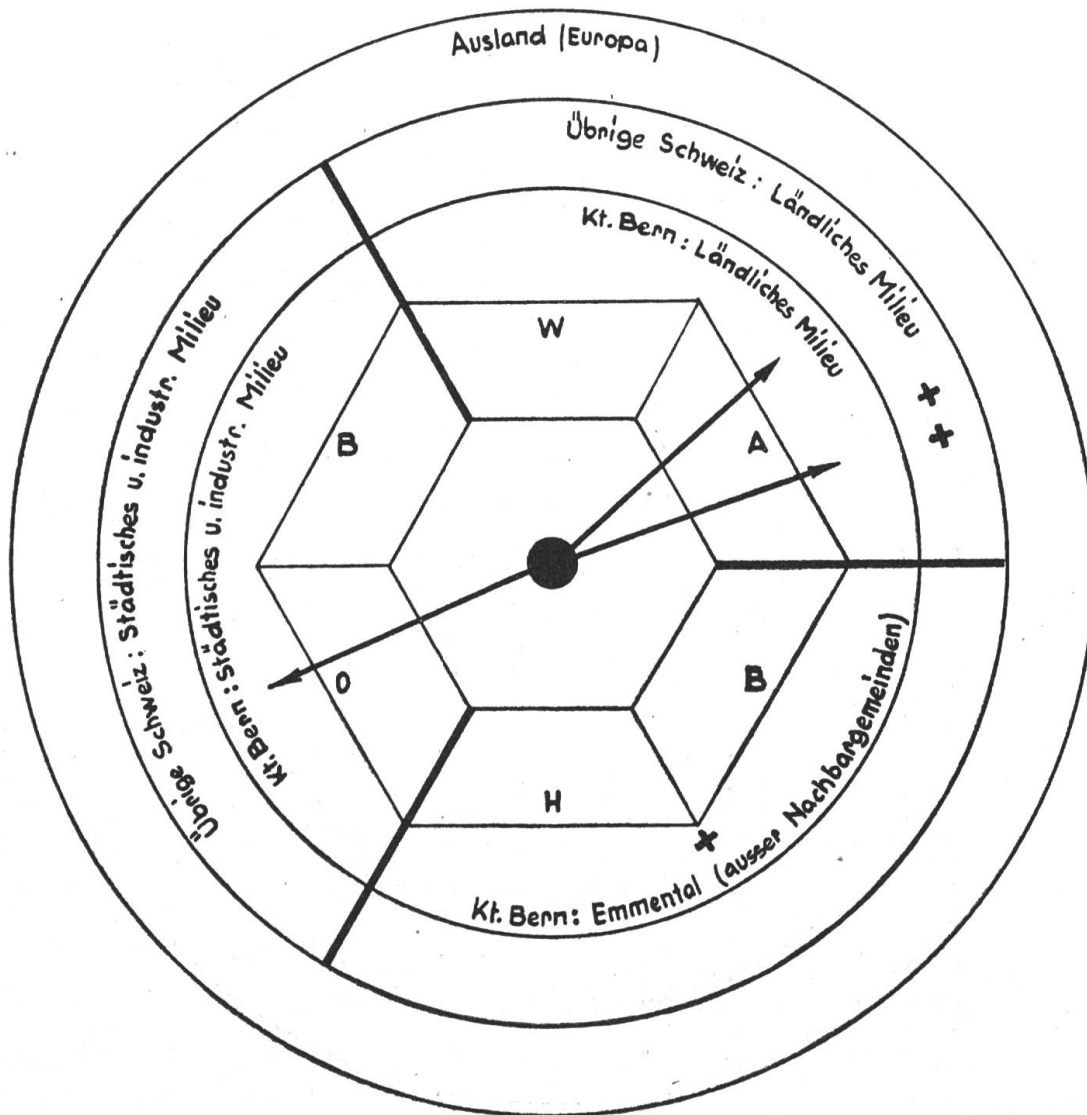 Ausland (Europa)
Übrige Schweiz: Ländliches Milieu
Kt. Bern: Ländliches Milieu
Übrige Schweiz: Städtisches u. industr. Milieu
Kt. Bern: Städtisches u. industr. Milieu
W
B
A
O
B
H
Kt. Bern: Emmental (ausser Nachbargemeinden)